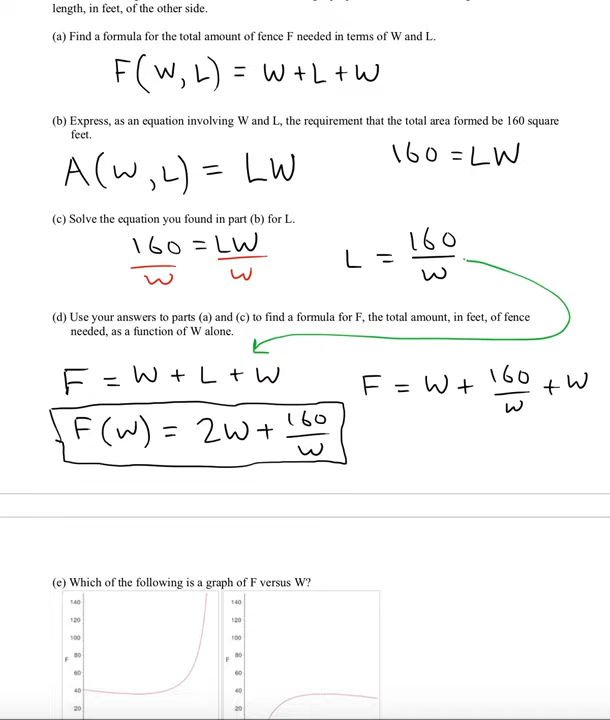 length, in feet, of the other side.
(a) Find a formula for the total amount of fence F needed in terms of W and L.
F(W,L) = W+L+W
(b) Express, as an equation involving W and L, the requirement that the total area formed be 160 square
feet.
A(W,L) = LW
160 = LW
(c) Solve the equation you found in part (b) for L.
160/W = LW/W
L = 160/W
(d) Use your answers to parts (a) and (c) to find a formula for F, the total amount, in feet, of fence
needed, as a function of W alone.
F = W + L + W
F = W + 160/W + W
F(W) = 2W + 160/W
(e) Which of the following is a graph of F versus W?
140
120
100
F 80
60
40
20
140
120
100
F 80
60
40
20